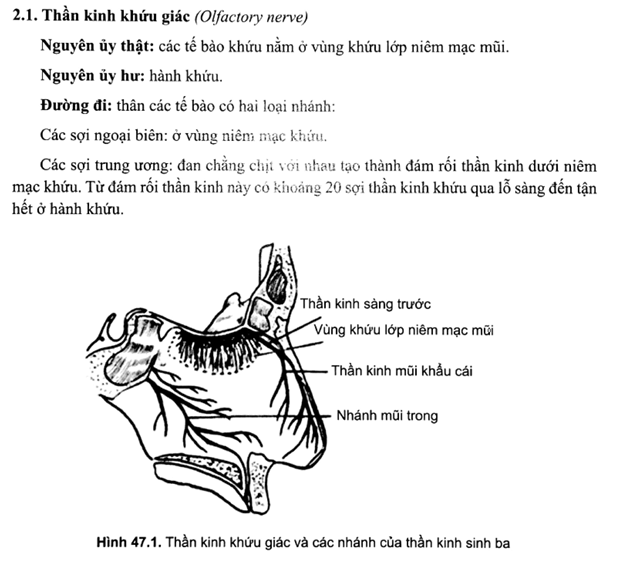 2.1. Thần kinh khứu giác (Olfactory nerve)
Nguyên ủy thật: các tế bào khứu nằm ở vùng khứu lớp niêm mạc mũi.
Nguyên ủy hư: hành khứu.
Đường đi: thân các tế bào có hai loại nhánh:
Các sợi ngoại biên: ở vùng niêm mạc khứu.
Các sợi trung ương: đan chằng chịt với nhau tạo thành đám rối thần kinh dưới niêm
mạc khứu. Từ đám rối thần kinh này có khoảng 20 sợi thần kinh khứu qua lỗ sàng đến tận
hết ở hành khứu.
Thần kinh sàng trước
Vùng khứu lớp niêm mạc mũi
Thần kinh mũi khẩu cái
Nhánh mũi trong
Hình 47.1. Thần kinh khứu giác và các nhánh của thần kinh sinh ba